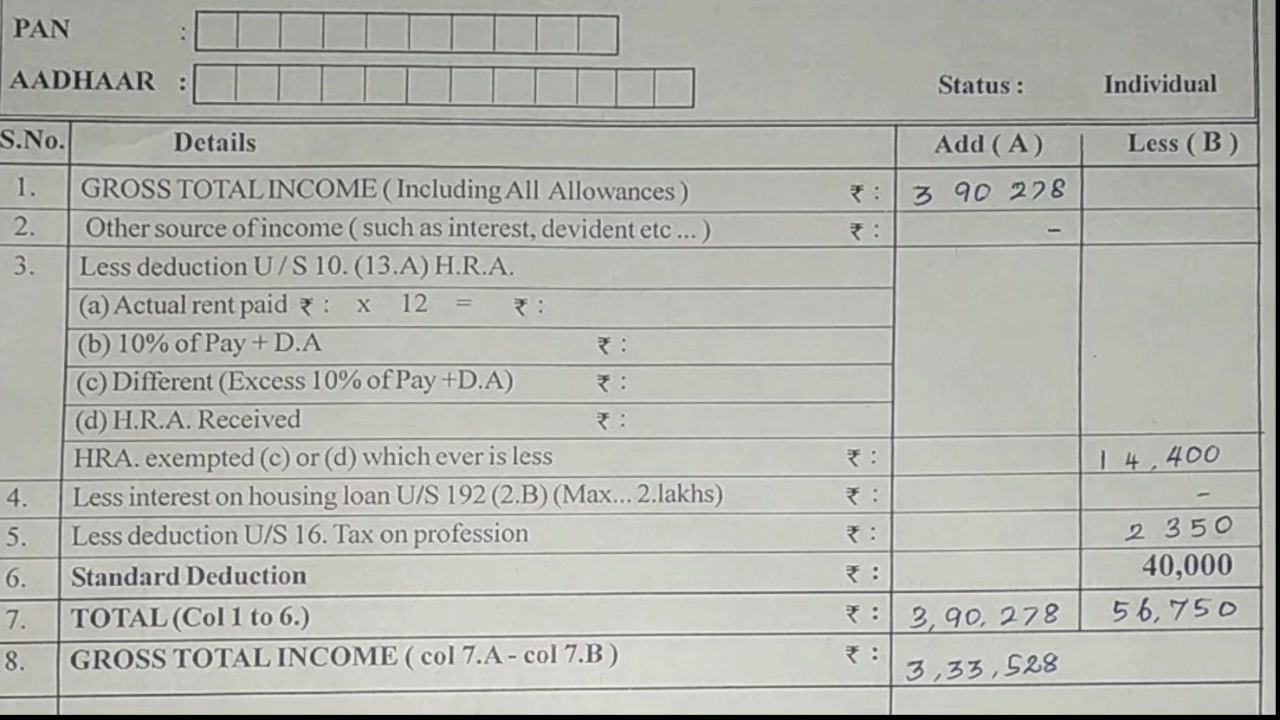 PAN :
AADHAAR : Status : Individual
S.No. Details Add ( A ) Less ( B )
1. GROSS TOTAL INCOME ( Including All Allowances ) ₹ : 3 90 278
2. Other source of income ( such as interest, devident etc ... ) ₹ : -
3. Less deduction U / S 10. (13.A) H.R.A.
(a) Actual rent paid ₹ : x 12 = ₹ :
(b) 10% of Pay + D.A ₹ :
(c) Different (Excess 10% of Pay +D.A) ₹ :
(d) H.R.A. Received ₹ :
HRA. exempted (c) or (d) which ever is less ₹ : 14,400
4. Less interest on housing loan U/S 192 (2.B) (Max... 2.lakhs) ₹ : -
5. Less deduction U/S 16. Tax on profession ₹ : 2 350
6. Standard Deduction ₹ : 40,000
7. TOTAL (Col 1 to 6.) ₹ : 3,90,278 56,750
8. GROSS TOTAL INCOME ( col 7.A - col 7.B ) ₹ : 3,33,528